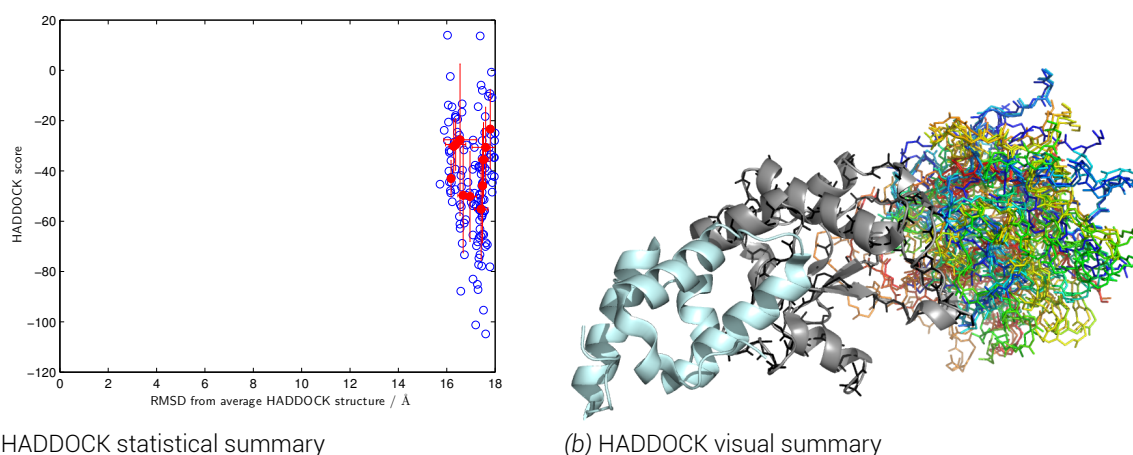 20
0
−20
−40
−60
−80
−100
−120
HADDOCK score
0 2 4 6 8 10 12 14 16 18
RMSD from average HADDOCK structure / Å
HADDOCK statistical summary
(b) HADDOCK visual summary